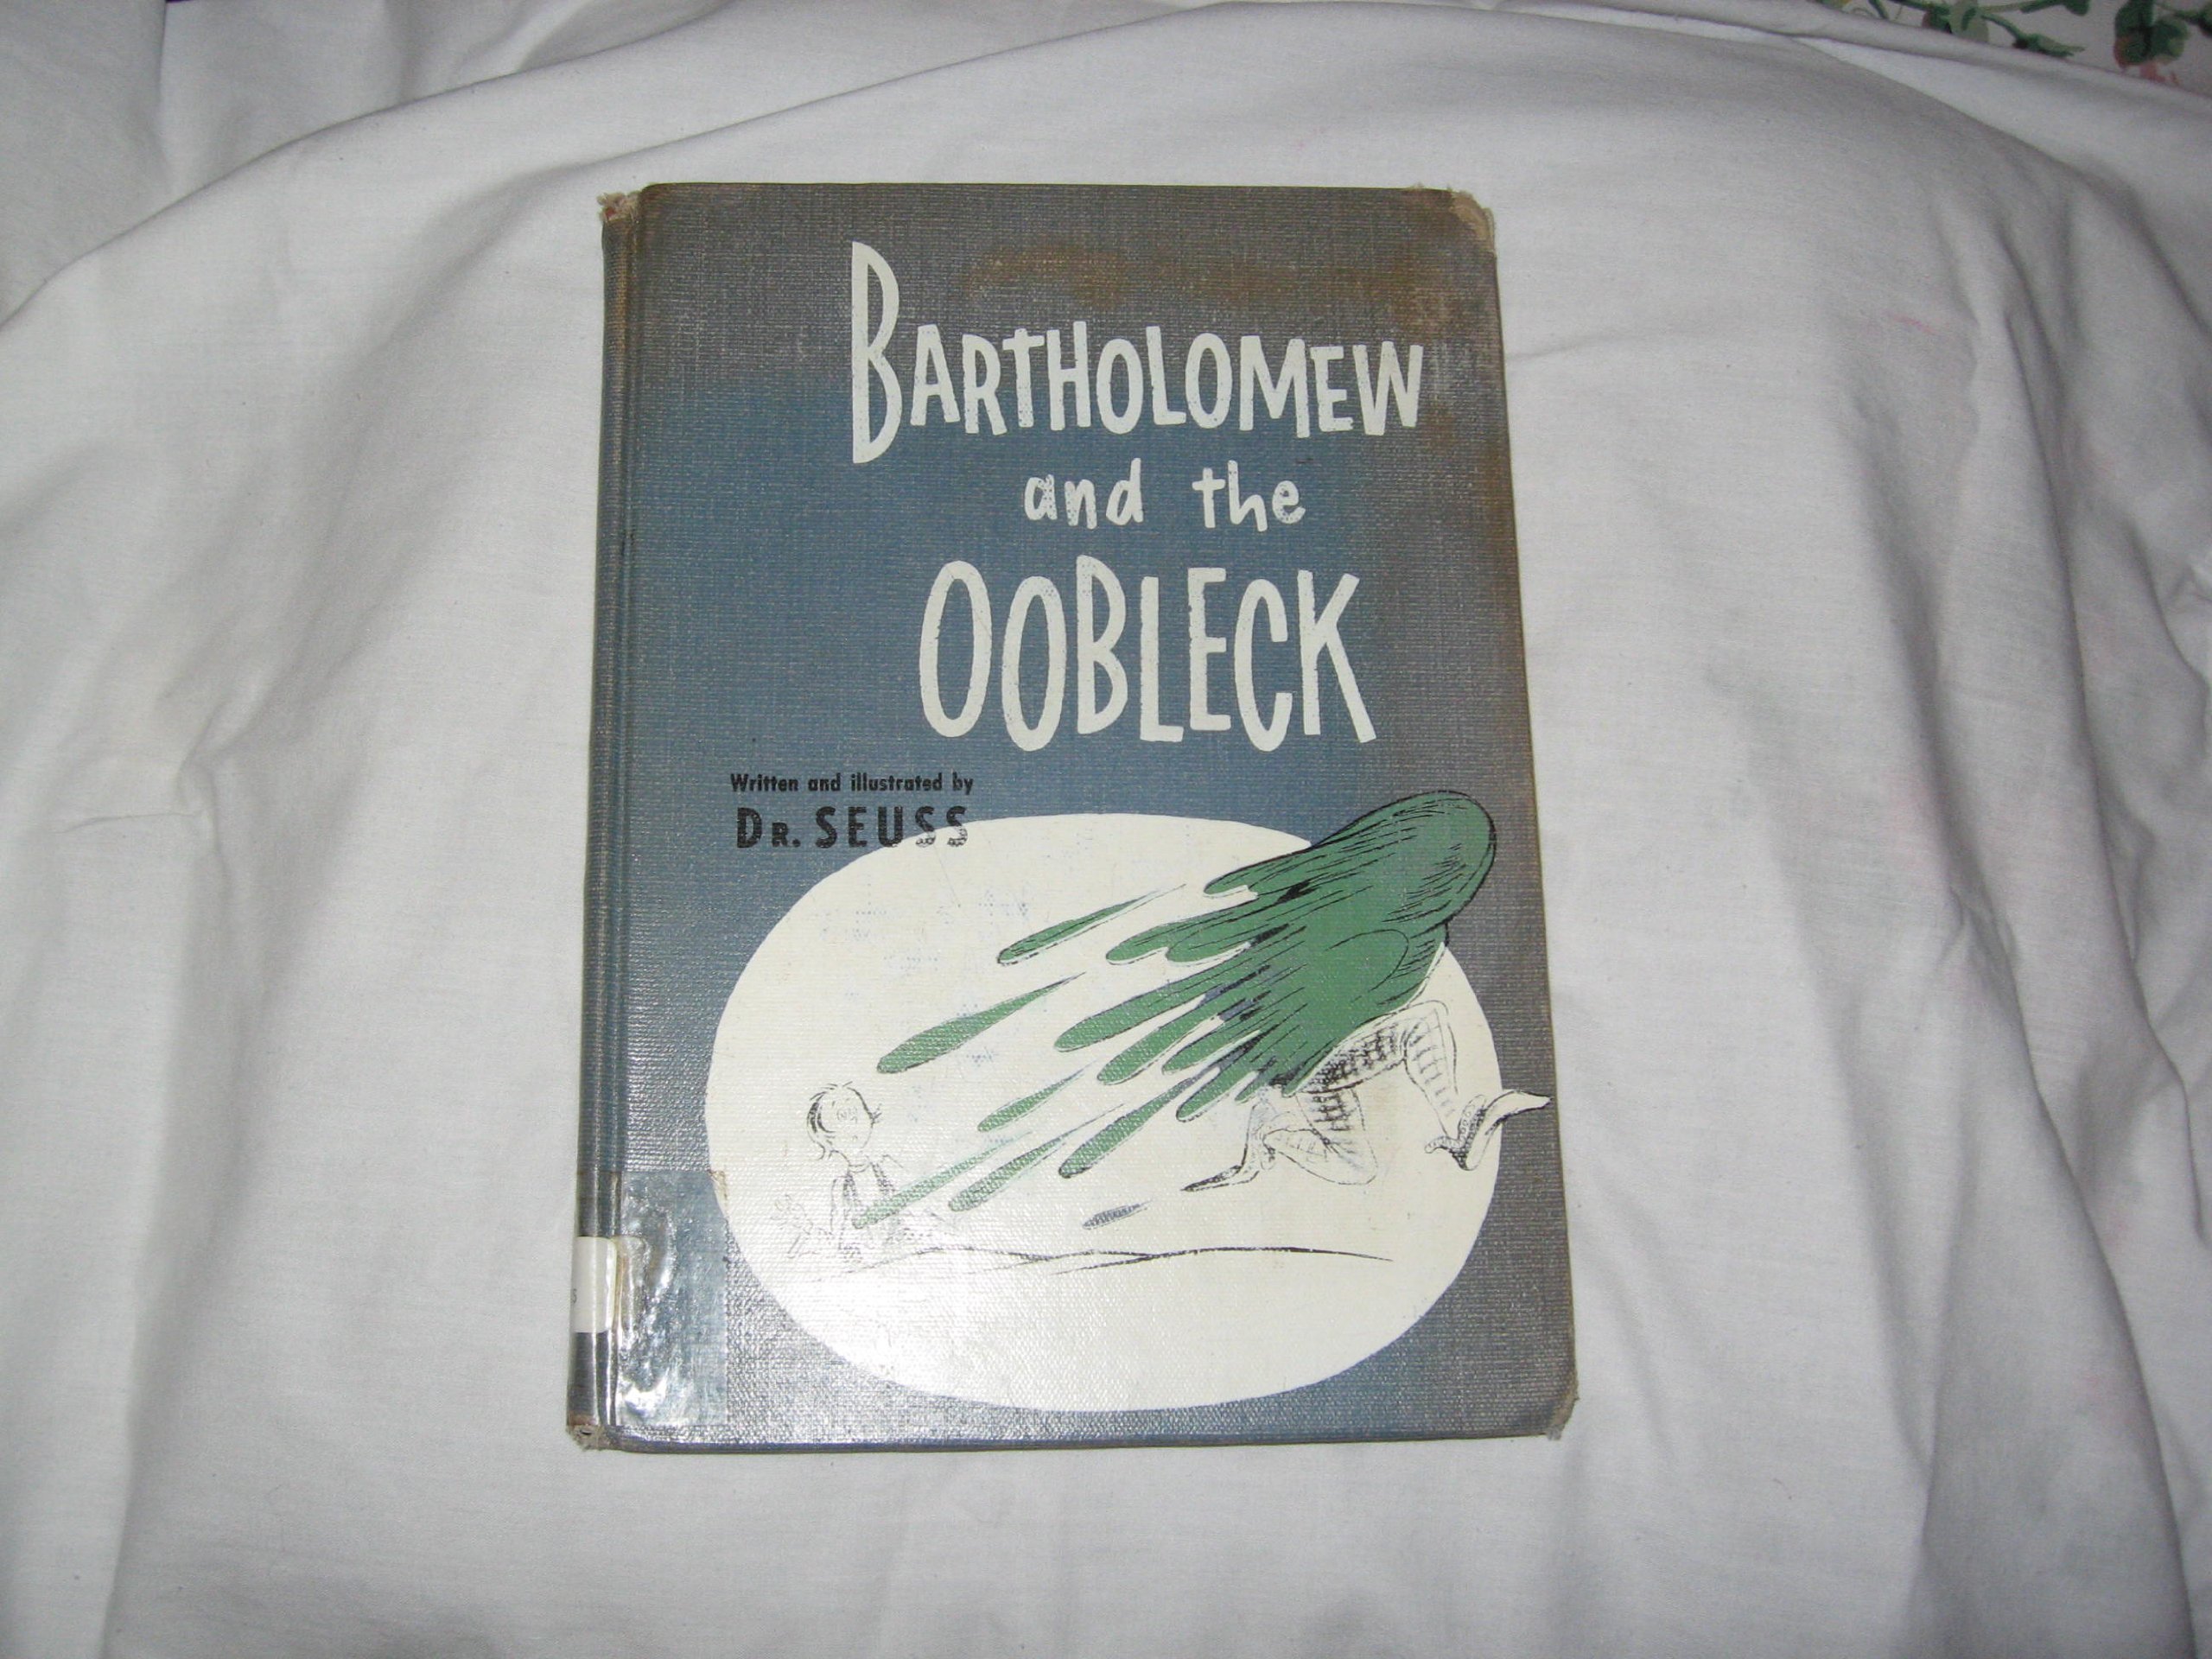 BARTHOLOMEW
and the
OOBLECK
Written and illustrated by
DR. SEUSS